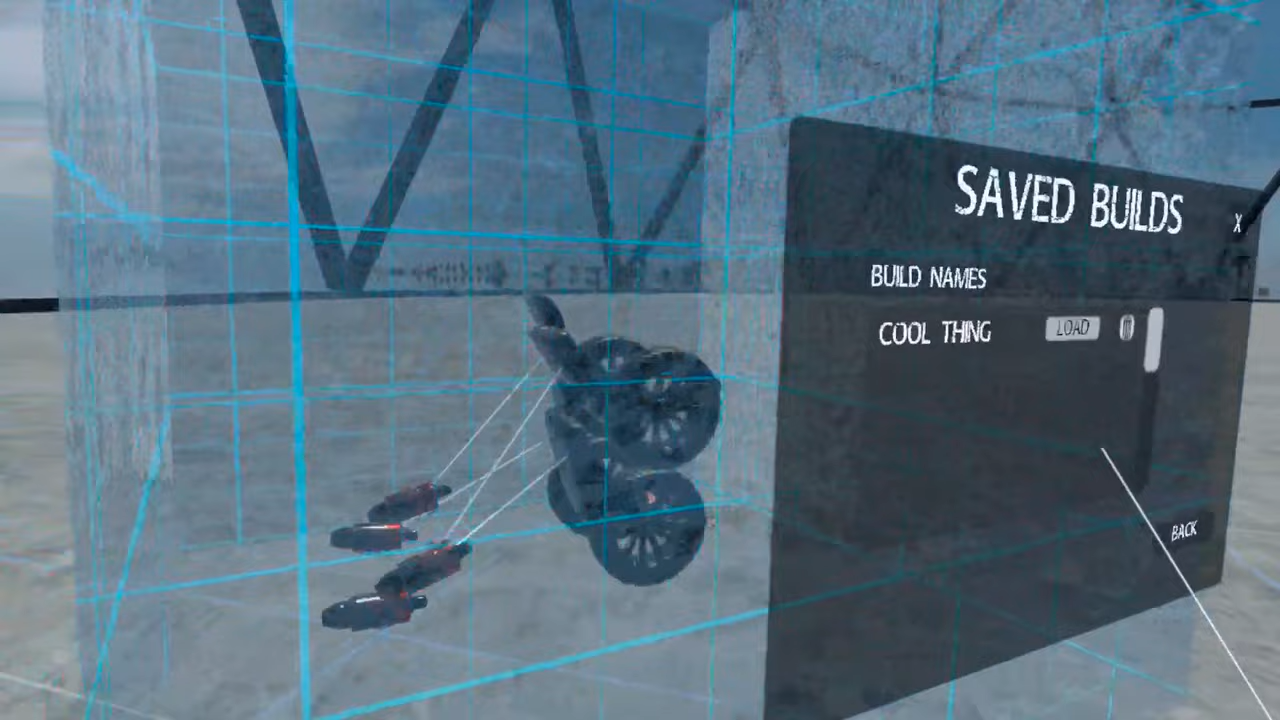 SAVED BUILDS
X
BUILD NAMES
COOL THING LOAD
BACK